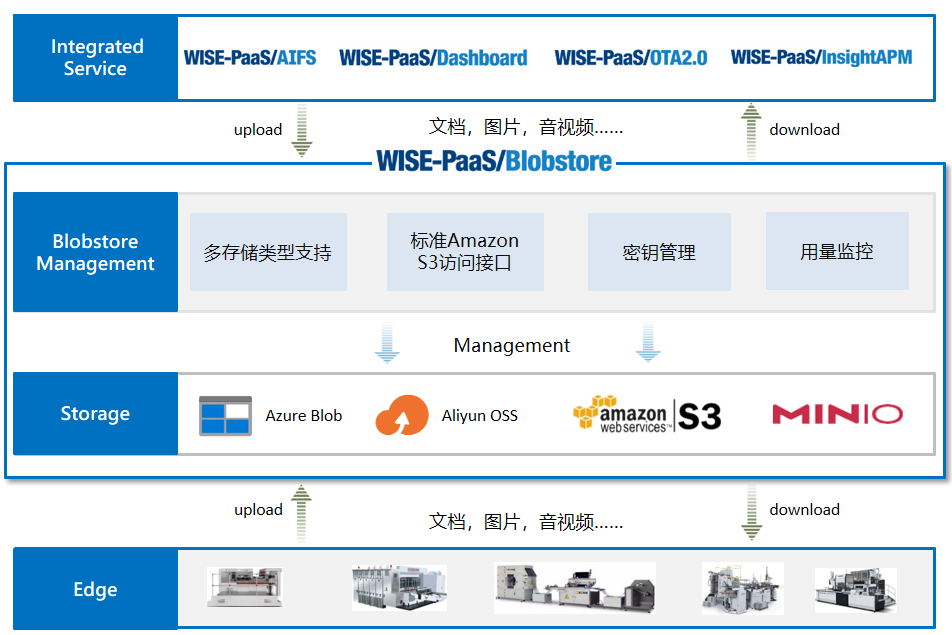 Integrated
Service
WISE-PaaS/AIFS
WISE-PaaS/Dashboard
WISE-PaaS/OTA2.0
WISE-PaaS/InsightAPM
upload
文档，图片，音视频......
download
WISE-PaaS/Blobstore
Blobstore
Management
多存储类型支持
标准Amazon
S3访问接口
密钥管理
用量监控
Management
Storage
Azure Blob
Aliyun OSS
amazon
webservices™
S3
MINIO
upload
文档，图片，音视频......
download
Edge